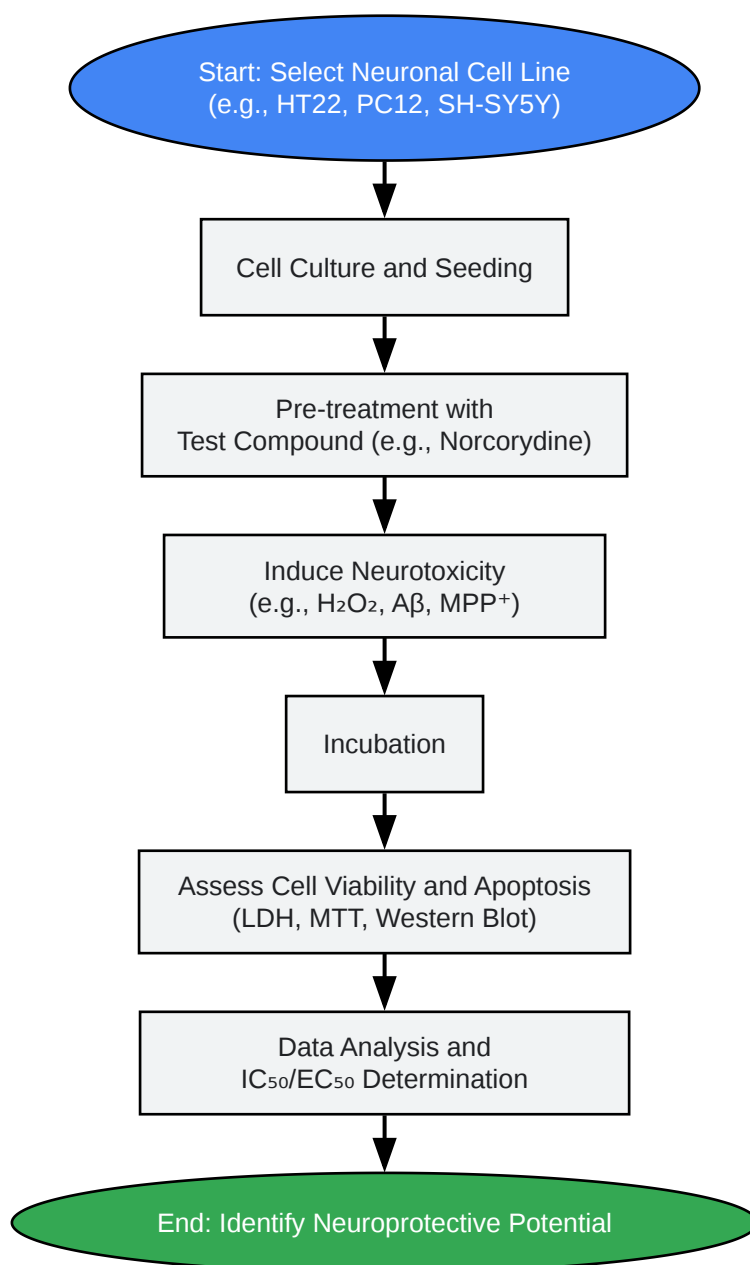 Start: Select Neuronal Cell Line
(e.g., HT22, PC12, SH-SY5Y)
Cell Culture and Seeding
Pre-treatment with
Test Compound (e.g., Norcorydine)
Induce Neurotoxicity
(e.g., H₂O₂, Aβ, MPP⁺)
Incubation
Assess Cell Viability and Apoptosis
(LDH, MTT, Western Blot)
Data Analysis and
IC₅₀/EC₅₀ Determination
End: Identify Neuroprotective Potential